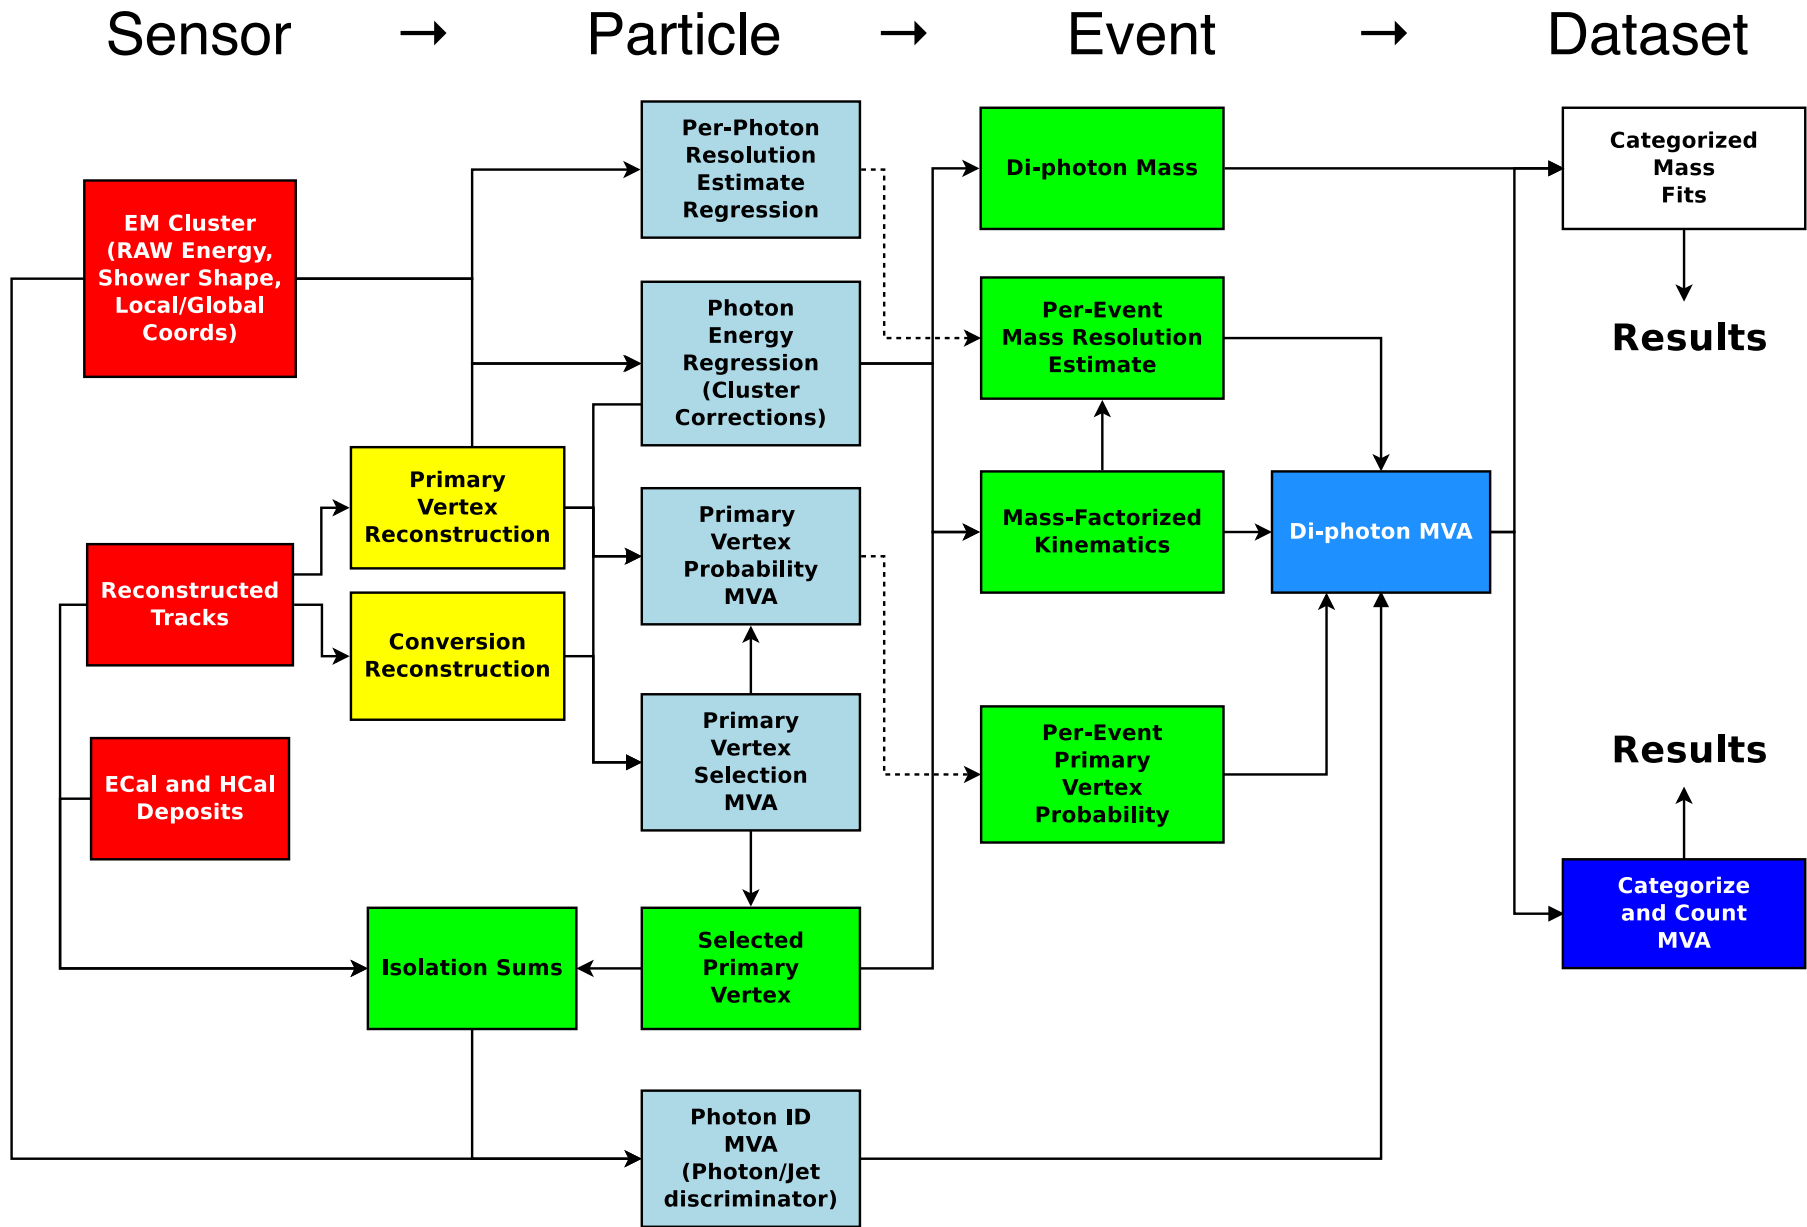 Sensor → Particle → Event → Dataset
Per-Photon
Resolution
Estimate
Regression
Di-photon Mass
Categorized
Mass
Fits
EM Cluster
(RAW Energy,
Shower Shape,
Local/Global
Coords)
Photon
Energy
Regression
(Cluster
Corrections)
Per-Event
Mass Resolution
Estimate
Results
Primary
Vertex
Reconstruction
Primary
Vertex
Probability
MVA
Mass-Factorized
Kinematics
Di-photon MVA
Reconstructed
Tracks
Conversion
Reconstruction
Primary
Vertex
Selection
MVA
Per-Event
Primary
Vertex
Probability
Results
ECal and HCal
Deposits
Isolation Sums
Selected
Primary
Vertex
Categorize
and Count
MVA
Photon ID
MVA
(Photon/Jet
discriminator)